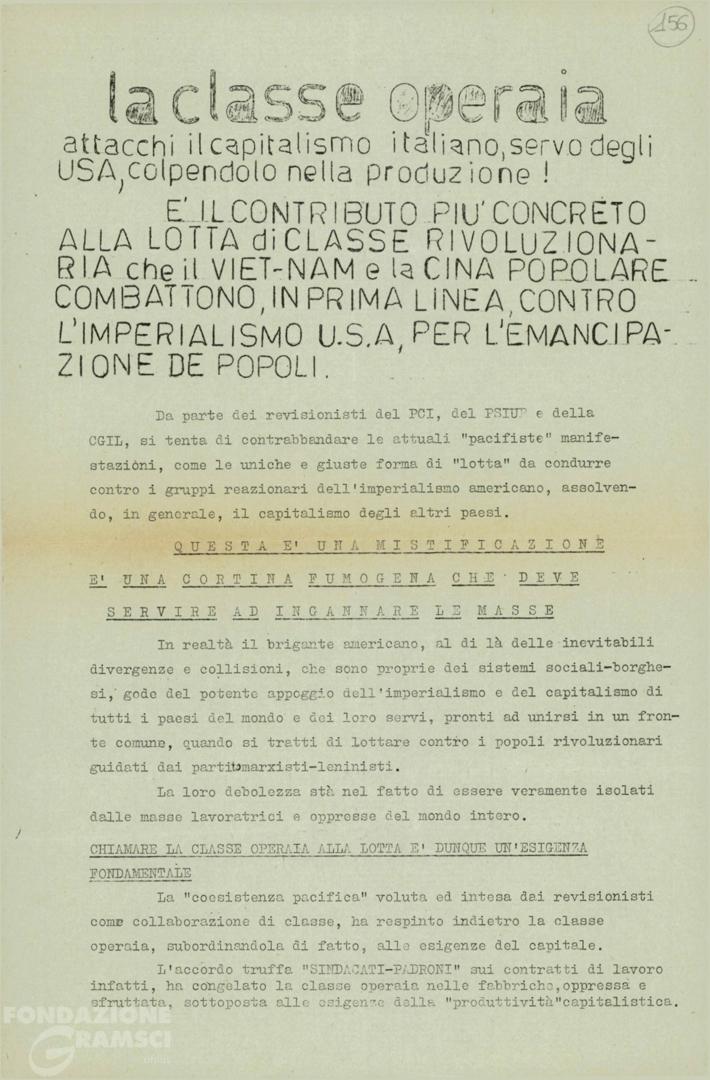 156
la classe operaia
attacchi il capitalismo italiano, servo degli
USA, colpendolo nella produzione !
E' IL CONTRIBUTO PIU' CONCRETO
ALLA LOTTA di CLASSE RIVOLUZIONA-
RIA che il VIET-NAM e la CINA POPOLARE
COMBATTONO, IN PRIMA LINEA, CONTRO
L'IMPERIALISMO U.S.A, PER L'EMANCIPA-
ZIONE DE POPOLI.
Da parte dei revisionisti del PCI, del PSIUP e della
CGIL, si tenta di contrabbandare le attuali "pacifiste" manife-
stazióni, come le uniche e giuste forma di "lotta" da condurre
contro i gruppi reazionari dell'imperialismo americano, assolven-
do, in generale, il capitalismo degli altri paesi.
QUESTA E' UNA MISTIFICAZIONE
E' UNA CORTINA FUMOGENA CHE DEVE
SERVIRE AD INGANNARE LE MASSE
In realtà il brigante americano, al di là delle inevitabili
divergenze e collisioni, che sono proprie dei sistemi sociali-borghe-
si, gode del potente appoggio dell'imperialismo e del capitalismo di
tutti i paesi del mondo e dei loro servi, pronti ad unirsi in un fron-
te comune, quando si tratti di lottare contro i popoli rivoluzionari
guidati dai partiti marxisti-leninisti.
La loro debolezza stà nel fatto di essere veramente isolati
dalle masse lavoratrici e oppresse del mondo intero.
CHIAMARE LA CLASSE OPERAIA ALLA LOTTA E' DUNQUE UN'ESIGENZA
FONDAMENTALE
La "coesistenza pacifica" voluta ed intesa dai revisionisti
come collaborazione di classe, ha respinto indietro la classe
operaia, subordinandola di fatto, alle esigenze del capitale.
L'accordo truffa "SINDACATI-PADRONI" sui contratti di lavoro
infatti, ha congelato la classe operaia nelle fabbriche,oppressa e
sfruttata, sottoposta alle esigenze della "produttività"capitalistica.
FONDAZIONE
GRAMSCI